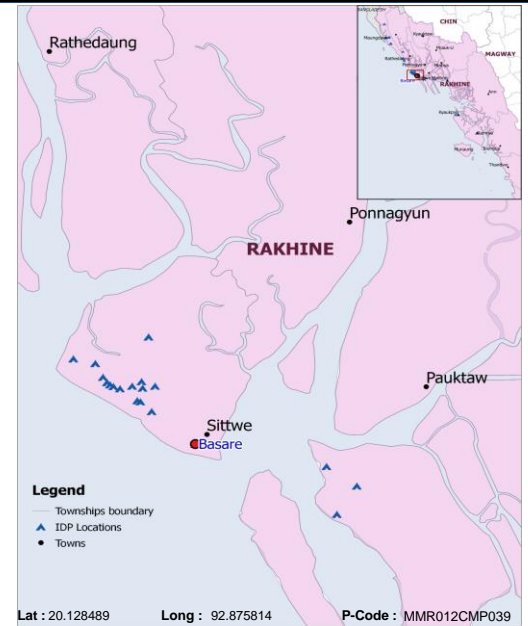 Rathedaung
CHIN
MAGWAY
RAKHINE
Ponnagyun
RAKHINE
Pauktaw
Sittwe
Basare
Legend
Townships boundary
IDP Locations
Towns
Lat : 20.128489 Long : 92.875814 P-Code : MMR012CMP039